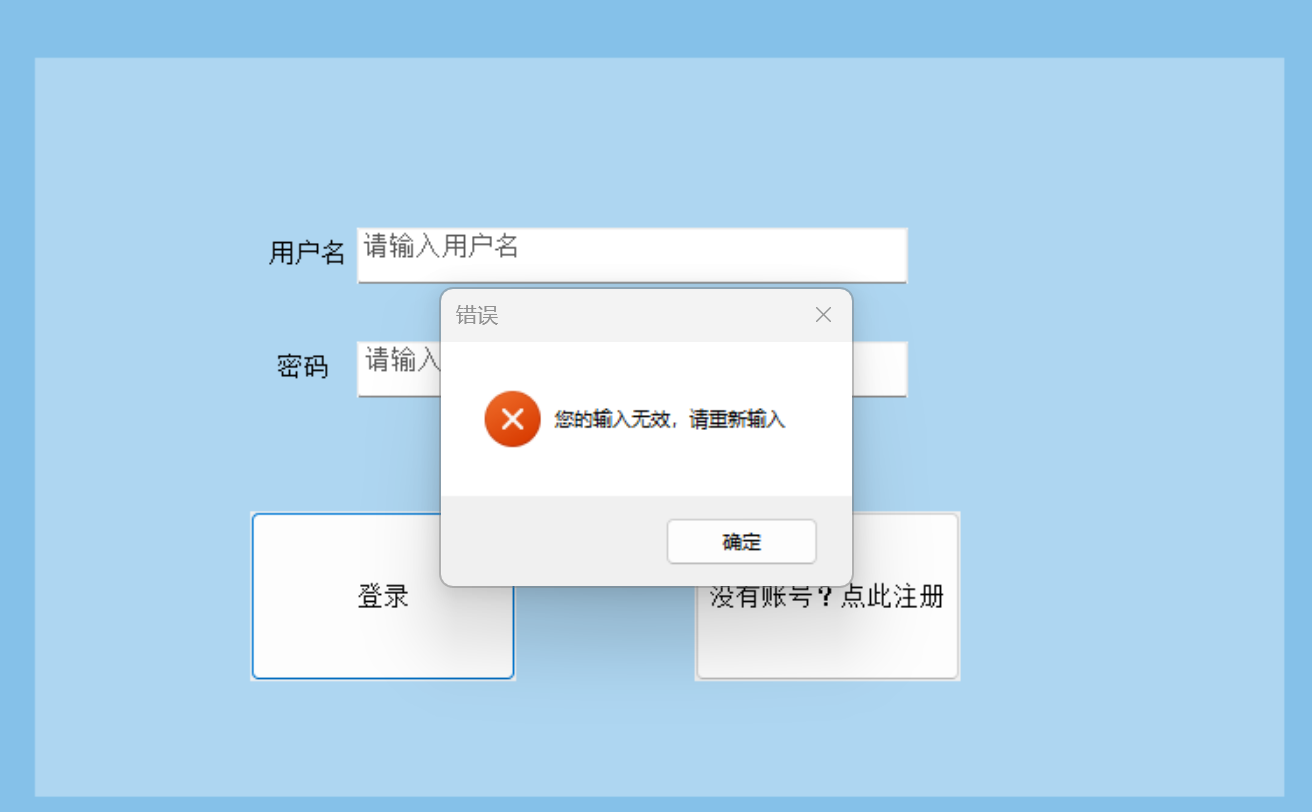 用户名
请输入用户名
错误
密码
请输入
您的输入无效，请重新输入
确定
登录
没有账号？点此注册